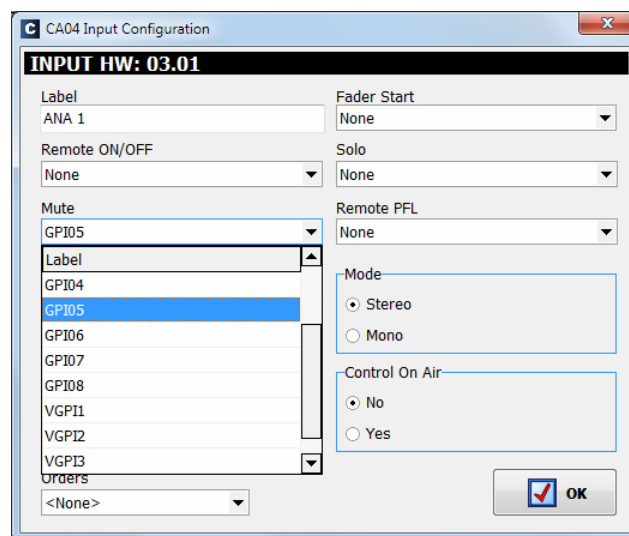 C CA04 Input Configuration
INPUT HW: 03.01
Label
ANA 1
Fader Start
None
Remote ON/OFF
None
Solo
None
Mute
GPI05
Remote PFL
None
Label
GPI04
GPI05
GPI06
GPI07
GPI08
VGPI1
VGPI2
VGPI3
Mode
Stereo
Mono
Control On Air
No
Yes
Orders
<None>
OK